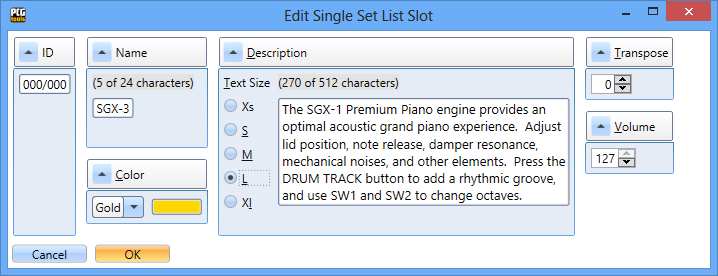 PCG
TOOLS
Edit Single Set List Slot
ID
000/000
Name
(5 of 24 characters)
SGX-3
Color
Gold
Description
Text Size
(270 of 512 characters)
Xs
S
M
L
Xl
The SGX-1 Premium Piano engine provides an
optimal acoustic grand piano experience.  Adjust
lid position, note release, damper resonance,
mechanical noises, and other elements.  Press the
DRUM TRACK button to add a rhythmic groove,
and use SW1 and SW2 to change octaves.
Transpose
0
Volume
127
Cancel
OK